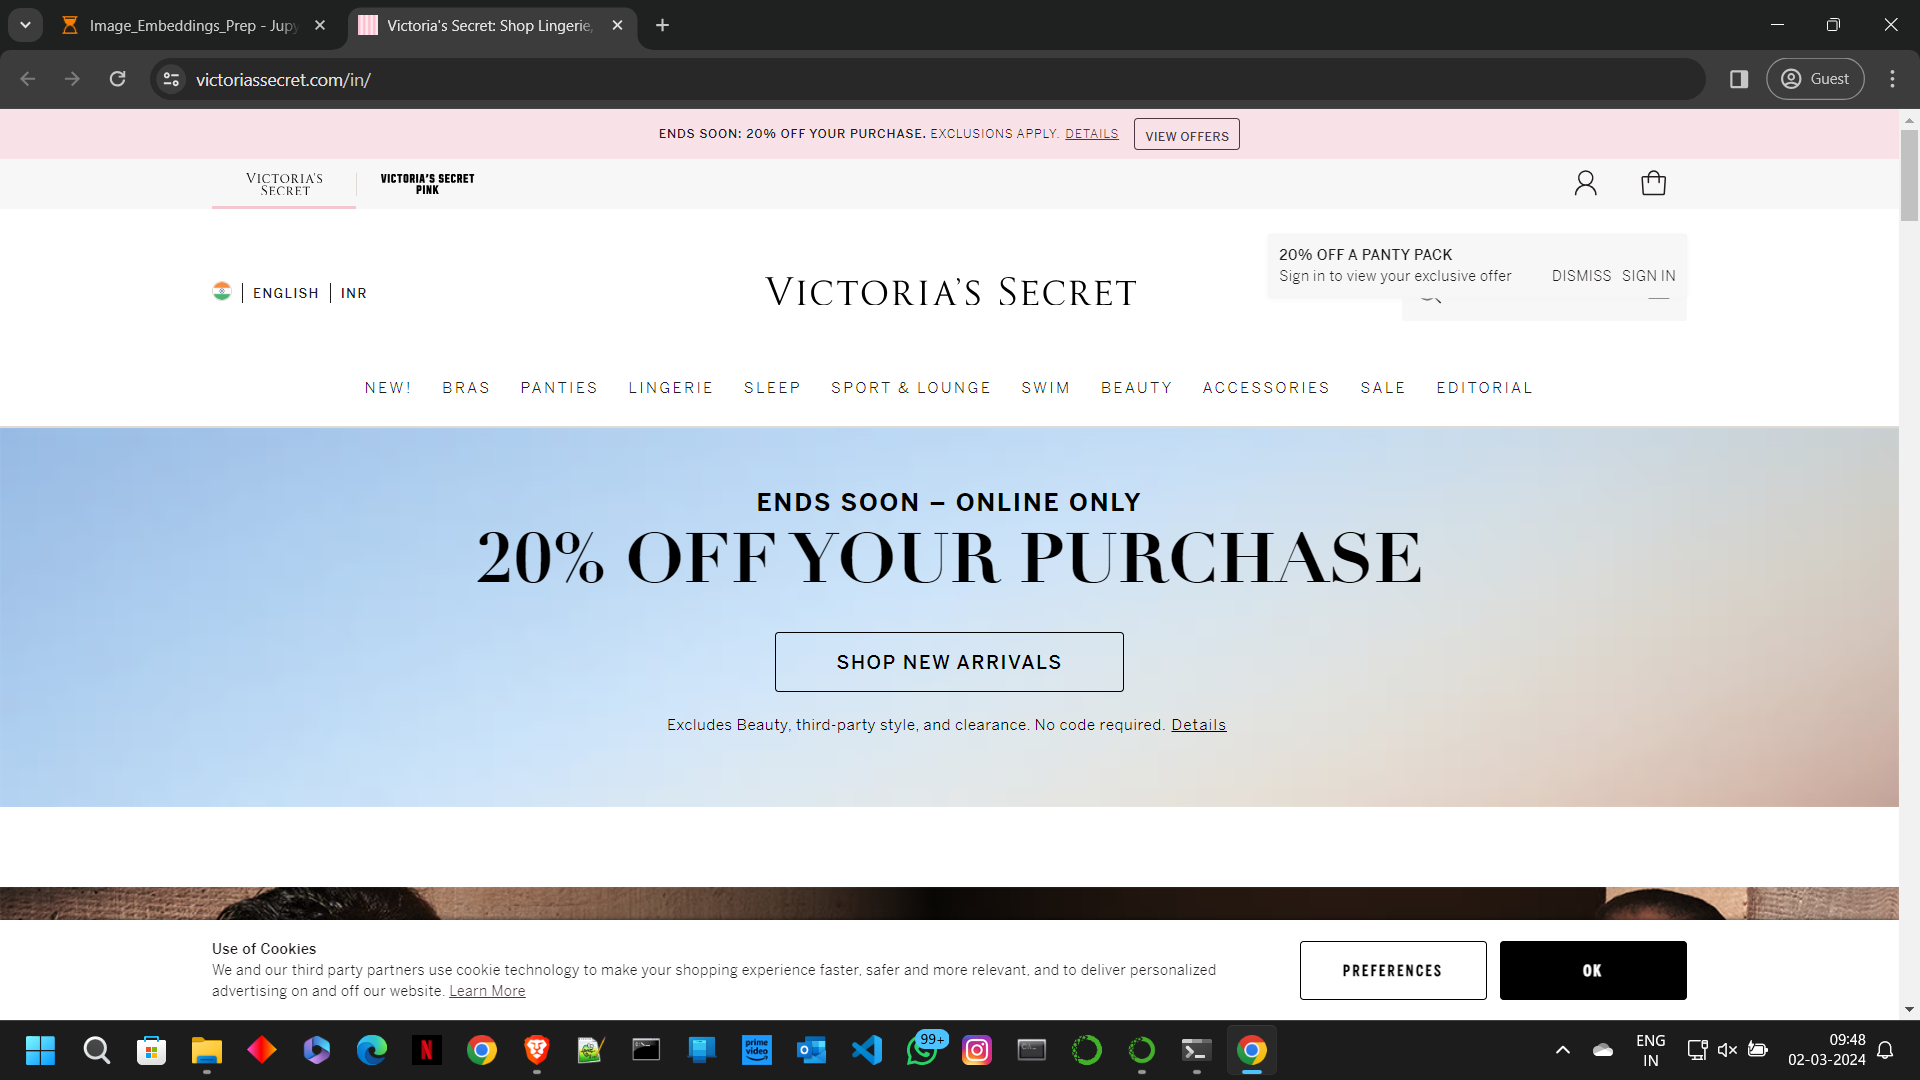 Image_Embeddings_Prep - Jupy
Victoria's Secret: Shop Lingerie,
victoriassecret.com/in/
Guest
ENDS SOON: 20% OFF YOUR PURCHASE. EXCLUSIONS APPLY. DETAILS
VIEW OFFERS
VICTORIA'S
SECRET
VICTORIA'S SECRET
PINK
20% OFF A PANTY PACK
Sign in to view your exclusive offer
DISMISS
SIGN IN
ENGLISH
INR
VICTORIA'S SECRET
NEW!
BRAS
PANTIES
LINGERIE
SLEEP
SPORT & LOUNGE
SWIM
BEAUTY
ACCESSORIES
SALE
EDITORIAL
ENDS SOON – ONLINE ONLY
20% OFF YOUR PURCHASE
SHOP NEW ARRIVALS
Excludes Beauty, third-party style, and clearance. No code required. Details
Use of Cookies
We and our third party partners use cookie technology to make your shopping experience faster, safer and more relevant, and to deliver personalized
advertising on and off our website. Learn More
PREFERENCES
OK
N
prime
video
99+
ENG
IN
09:48
02-03-2024